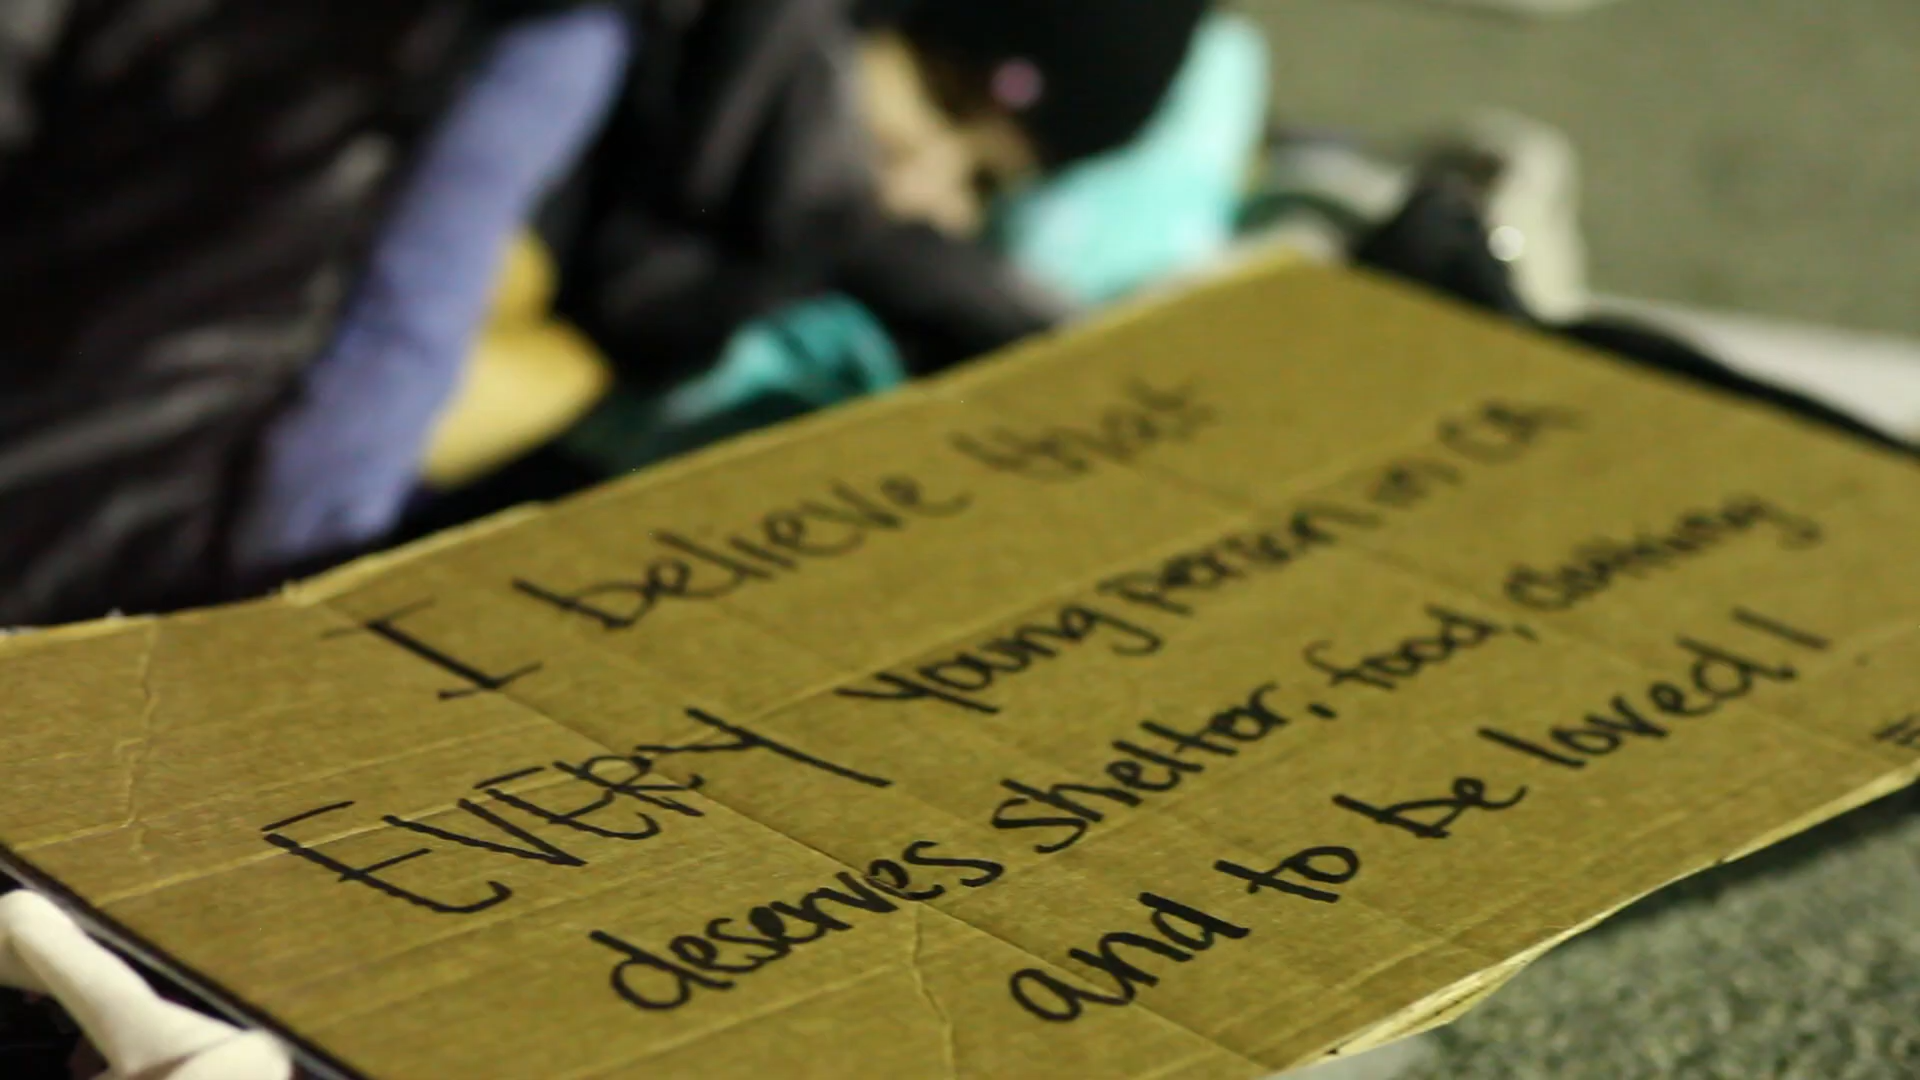 I believe that
EVERY young person in CA
deserves shelter, food, clothing
and to be loved!